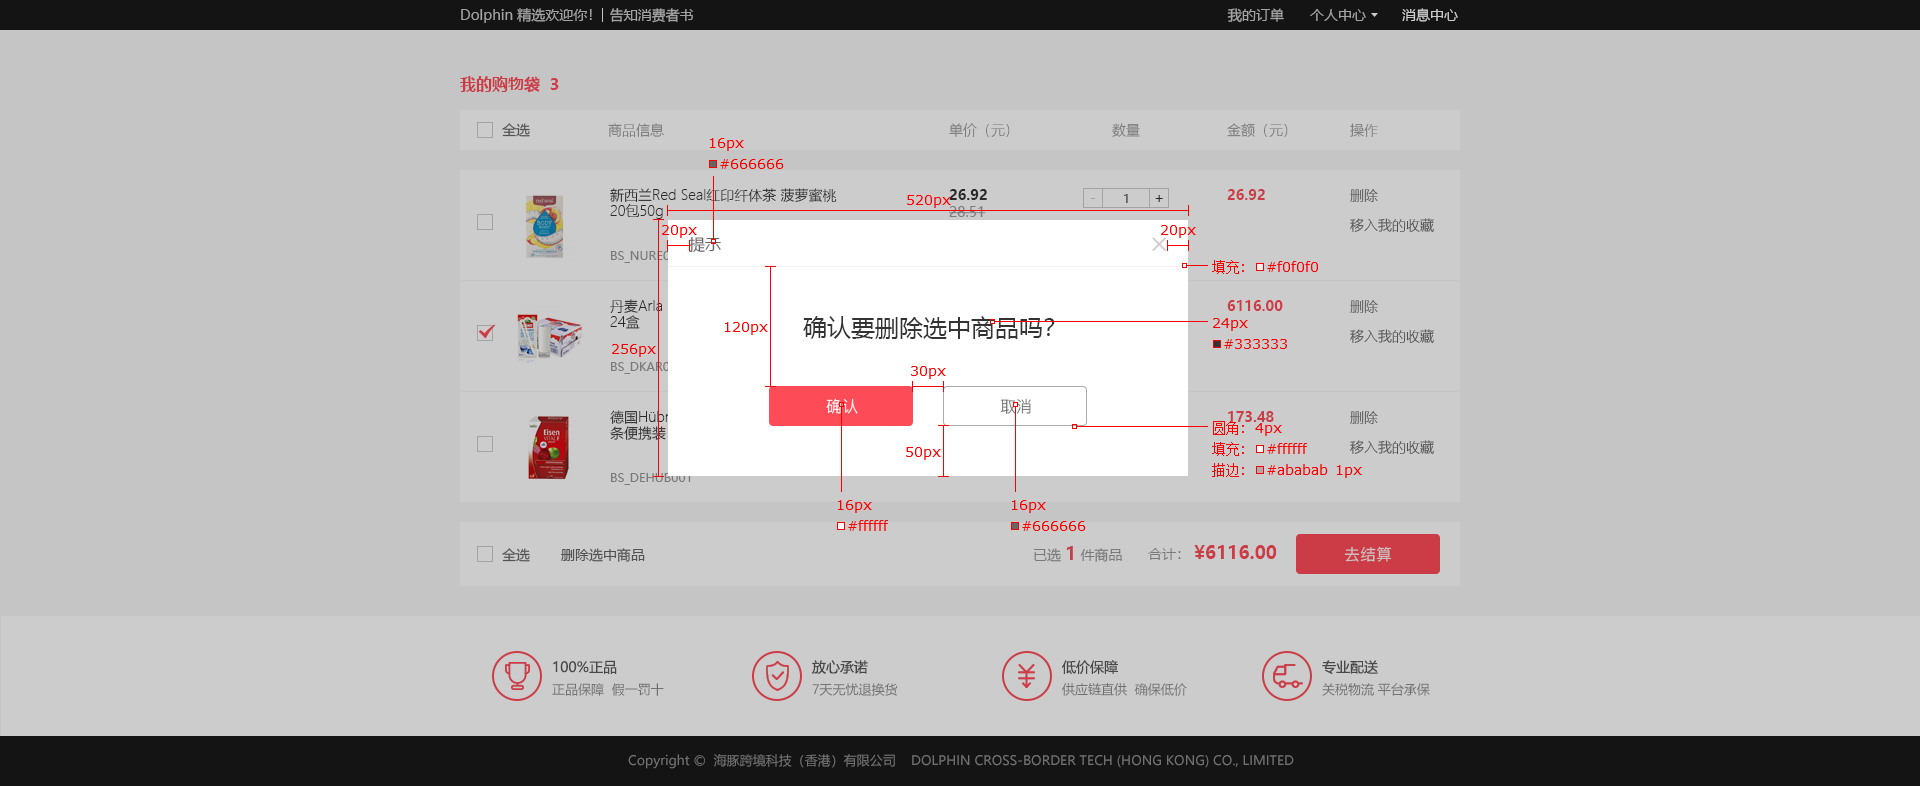 Dolphin 精选欢迎你！| 告知消费者书
我的订单 个人中心 消息中心
我的购物袋 3
全选 商品信息 单价（元） 数量 金额（元） 操作
16px
#666666
新西兰Red Seal红印纤体茶 菠萝蜜桃
20包50g
26.92
28.51
- 1 +
26.92
删除
移入我的收藏
520px
20px
20px
提示
BS_NURE0
填充： #f0f0f0
丹麦Arla
24盒
6116.00
删除
移入我的收藏
120px
确认要删除选中商品吗？
24px
#333333
256px
BS_DKAR0
30px
确认
取消
德国Hübr
条便携装
173.48
删除
移入我的收藏
圆角： 4px
填充： #ffffff
描边： #ababab 1px
50px
BS_DEHUB001
16px
#ffffff
16px
#666666
Eisen
全选 删除选中商品 已选 1 件商品 合计： ¥6116.00 去结算
100%正品
正品保障 假一罚十
放心承诺
7天无忧退换货
低价保障
供应链直供 确保低价
专业配送
关税物流 平台承保
Copyright © 海豚跨境科技（香港）有限公司 DOLPHIN CROSS-BORDER TECH (HONG KONG) CO., LIMITED